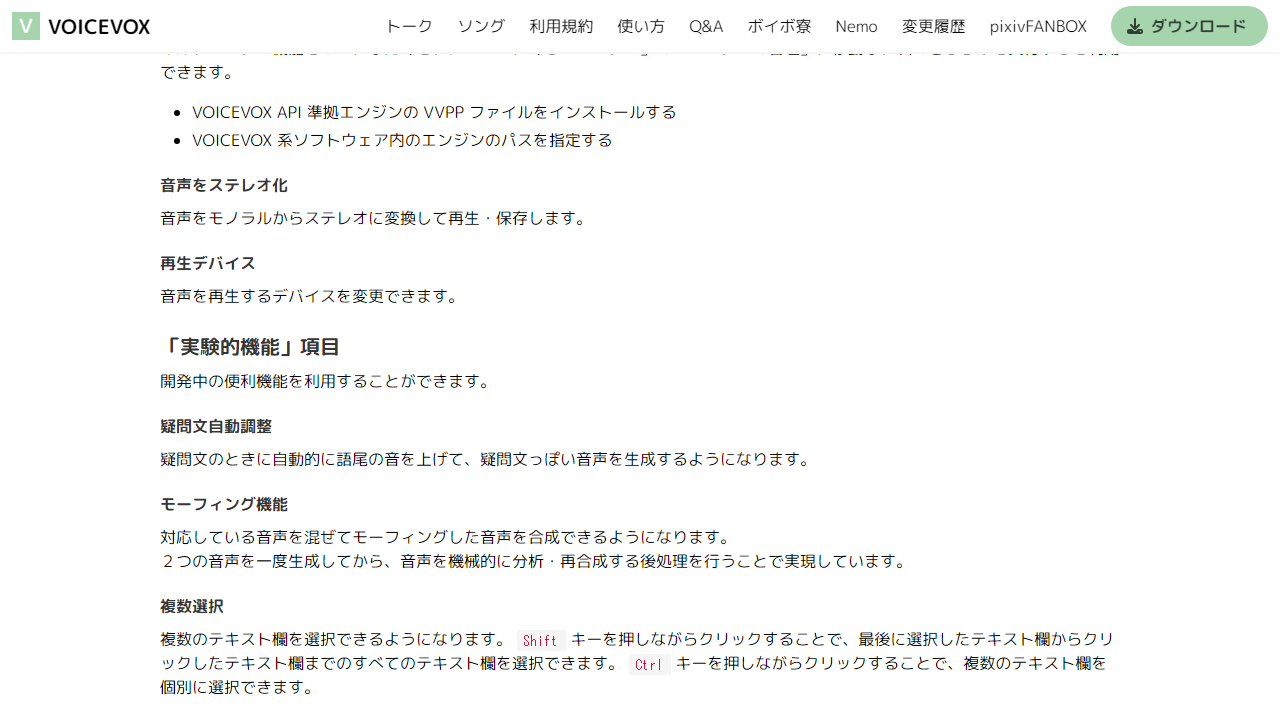 V VOICEVOX トーク ソング 利用規約 使い方 Q&A ボイボ寮 Nemo 変更履歴 pixivFANBOX ダウンロード
できます。
VOICEVOX API 準拠エンジンの VVPP ファイルをインストールする
VOICEVOX 系ソフトウェア内のエンジンのパスを指定する
音声をステレオ化
音声をモノラルからステレオに変換して再生・保存します。
再生デバイス
音声を再生するデバイスを変更できます。
「実験的機能」項目
開発中の便利機能を利用することができます。
疑問文自動調整
疑問文のときに自動的に語尾の音を上げて、疑問文っぽい音声を生成するようになります。
モーフィング機能
対応している音声を混ぜてモーフィングした音声を合成できるようになります。
２つの音声を一度生成してから、音声を機械的に分析・再合成する後処理を行うことで実現しています。
複数選択
複数のテキスト欄を選択できるようになります。 Shift キーを押しながらクリックすることで、最後に選択したテキスト欄からクリ
ックしたテキスト欄までのすべてのテキスト欄を選択できます。 Ctrl キーを押しながらクリックすることで、複数のテキスト欄を
個別に選択できます。